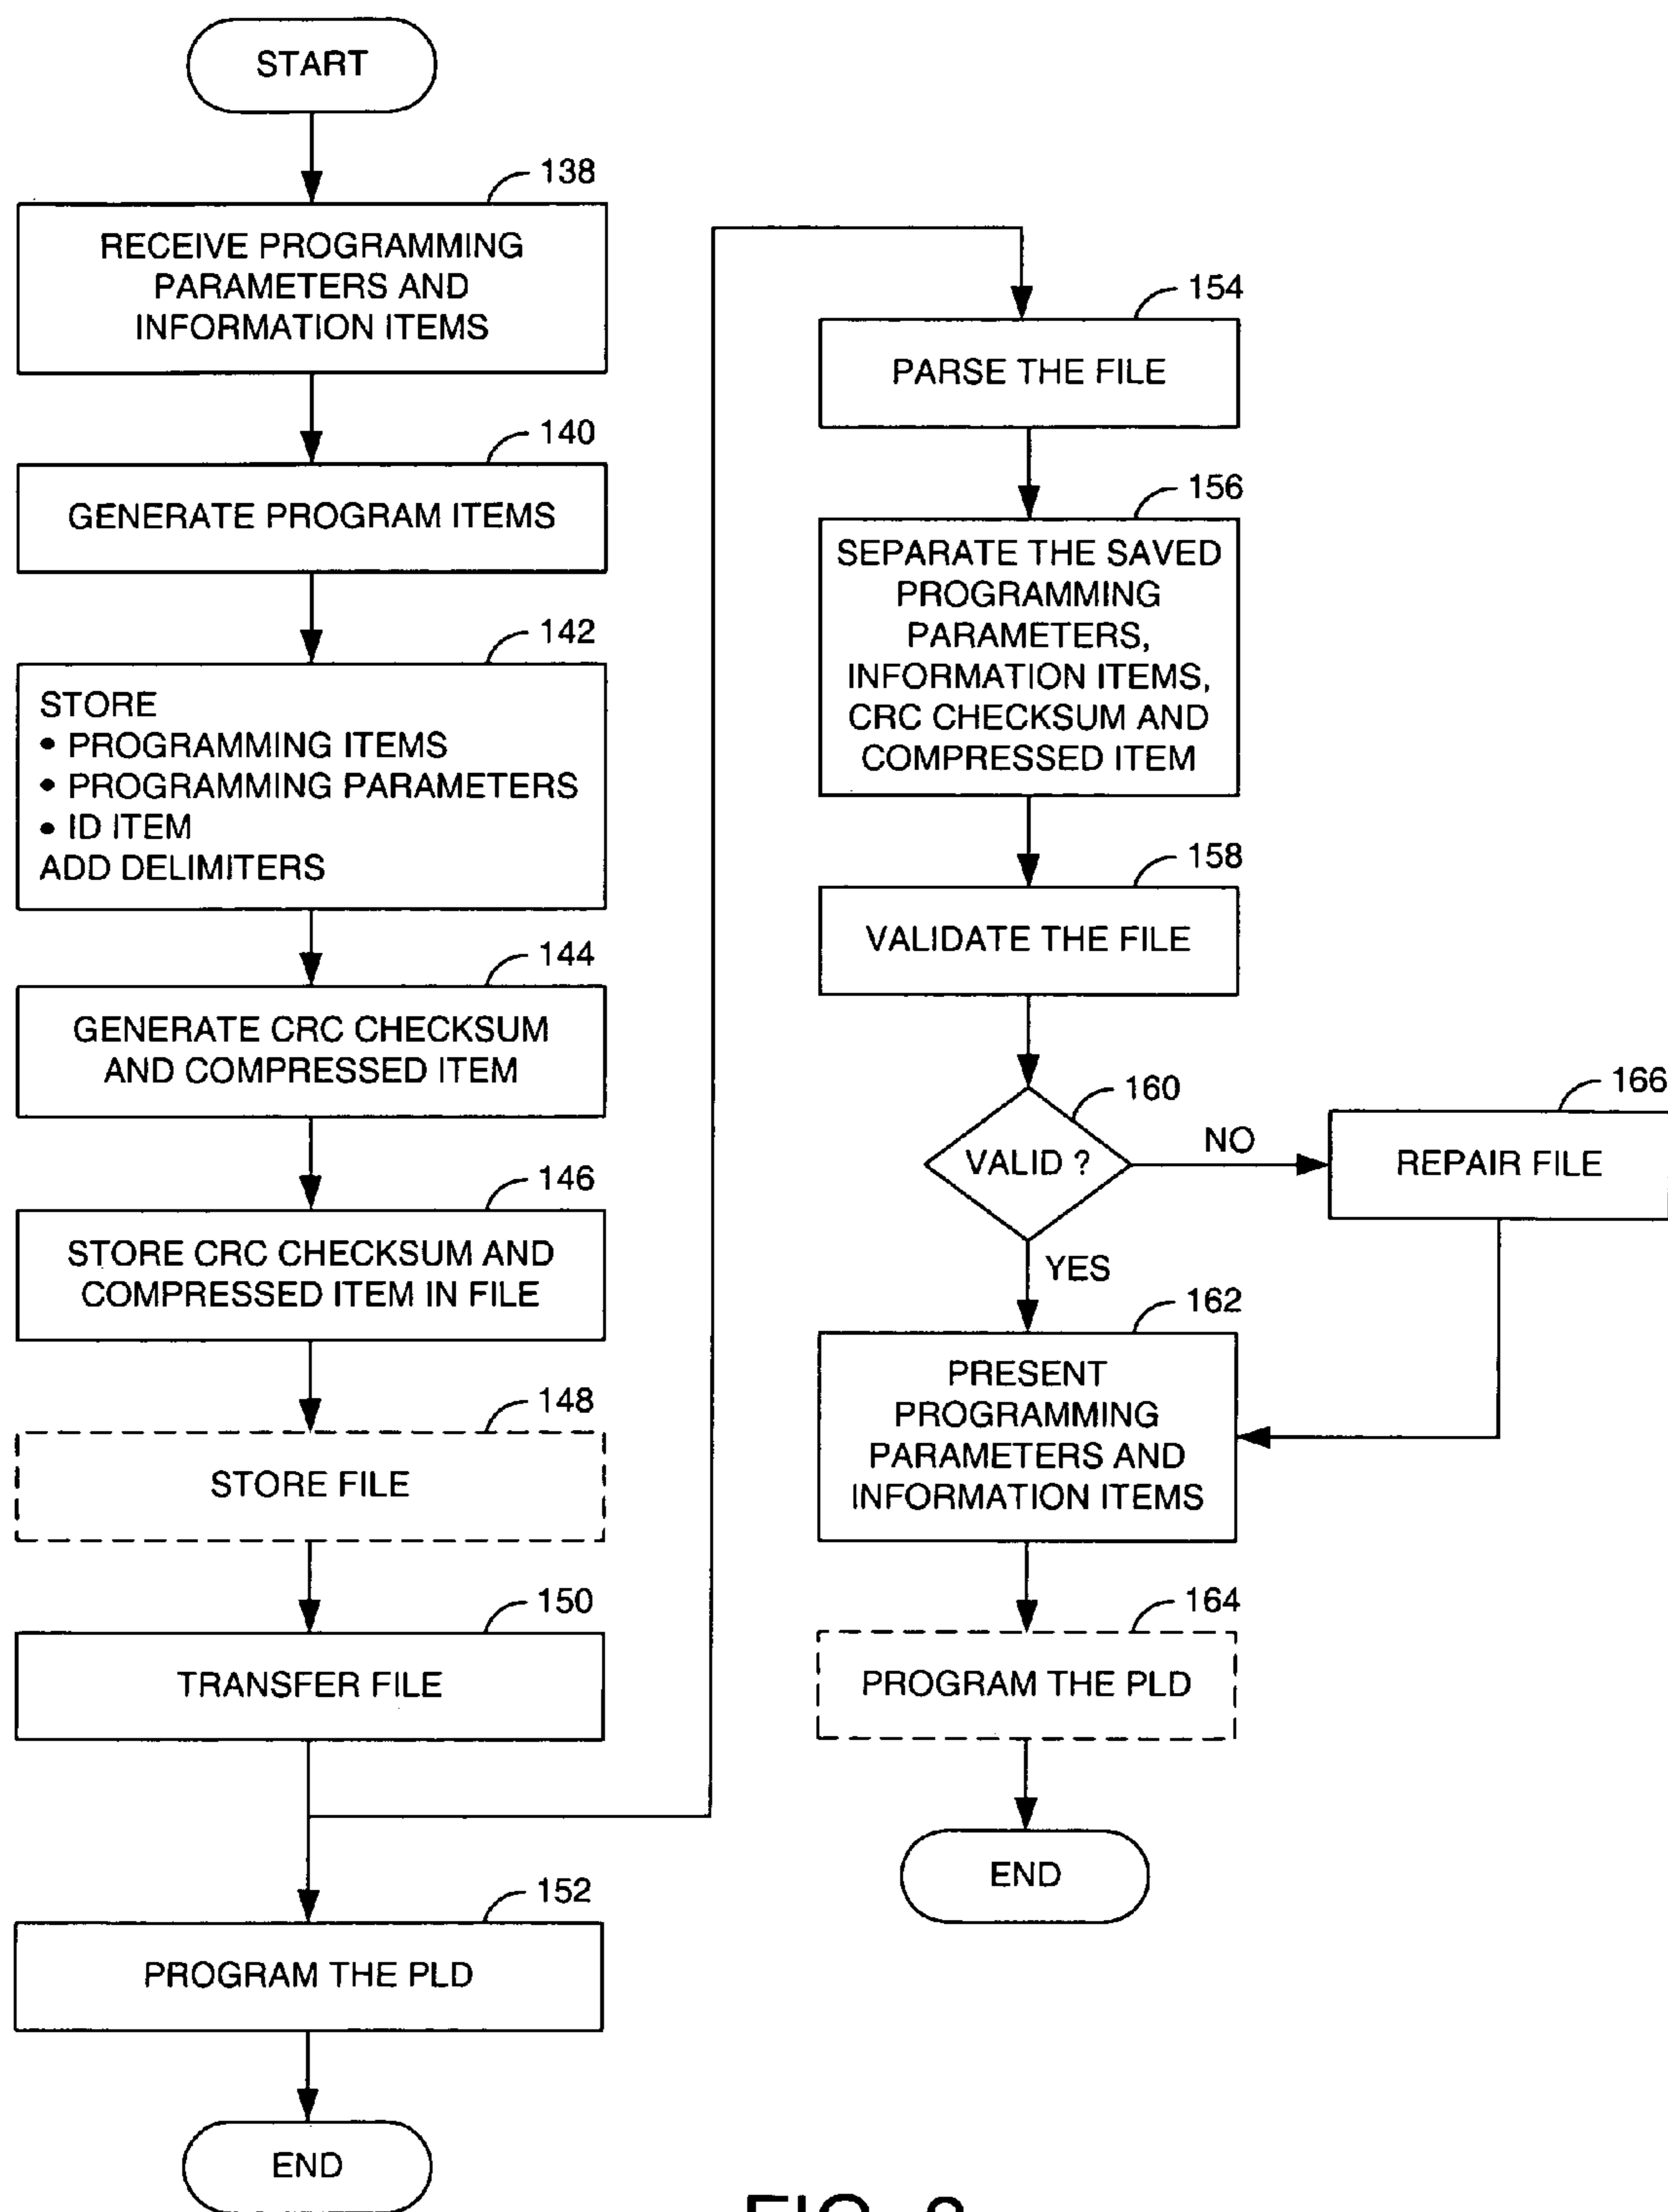 START
138
RECEIVE PROGRAMMING
PARAMETERS AND
INFORMATION ITEMS
140
GENERATE PROGRAM ITEMS
142
STORE
• PROGRAMMING ITEMS
• PROGRAMMING PARAMETERS
• ID ITEM
ADD DELIMITERS
144
GENERATE CRC CHECKSUM
AND COMPRESSED ITEM
146
STORE CRC CHECKSUM AND
COMPRESSED ITEM IN FILE
148
STORE FILE
150
TRANSFER FILE
152
PROGRAM THE PLD
END
154
PARSE THE FILE
156
SEPARATE THE SAVED
PROGRAMMING
PARAMETERS,
INFORMATION ITEMS,
CRC CHECKSUM AND
COMPRESSED ITEM
158
VALIDATE THE FILE
160
VALID ?
NO
166
REPAIR FILE
YES
162
PRESENT
PROGRAMMING
PARAMETERS AND
INFORMATION ITEMS
164
PROGRAM THE PLD
END
FIG.